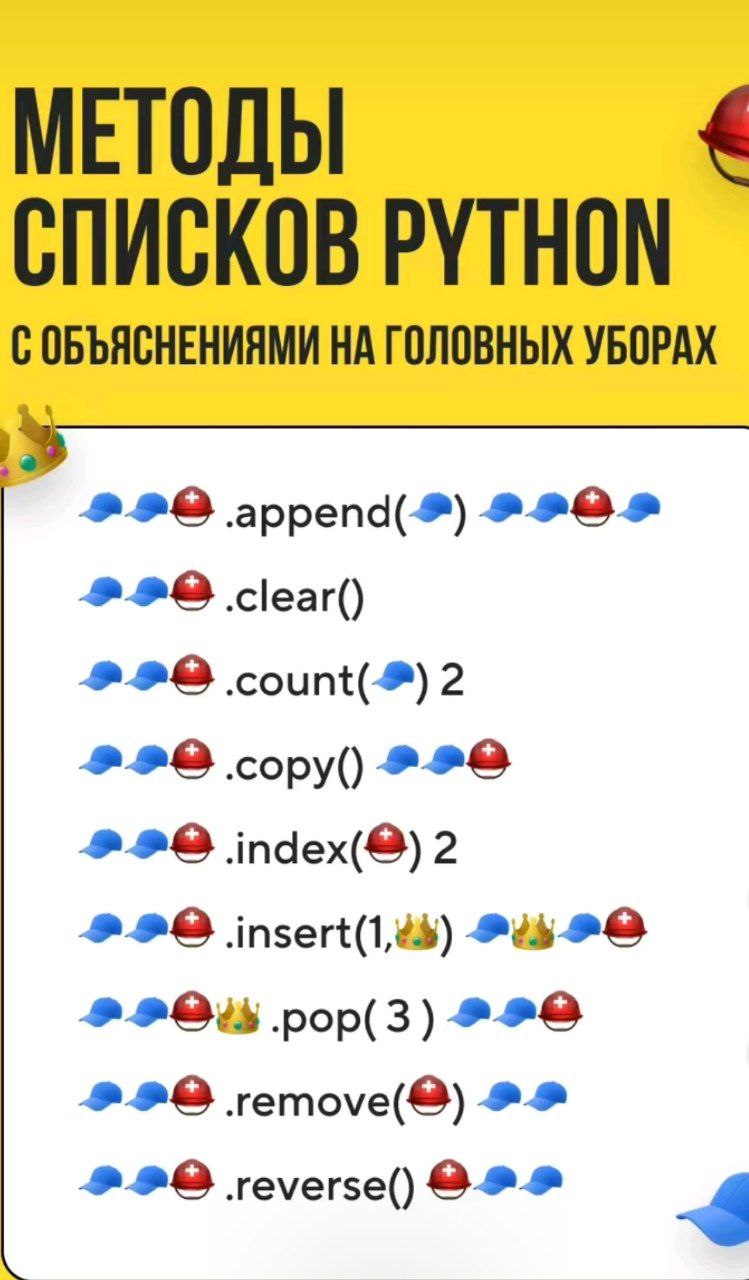 МЕТОДЫ
СПИСКОВ PYTHON
С ОБЪЯСНЕНИЯМИ НА ГОЛОВНЫХ УБОРАХ
🧢🧢⛑️ .append(🧢) 🧢🧢⛑️🧢
🧢🧢⛑️ .clear()
🧢🧢⛑️ .count(🧢) 2
🧢🧢⛑️ .copy() 🧢🧢⛑️
🧢🧢⛑️ .index(⛑️) 2
🧢🧢⛑️ .insert(1,👑) 🧢👑🧢⛑️
🧢🧢⛑️👑 .pop( 3 ) 🧢🧢⛑️
🧢🧢⛑️ .remove(⛑️) 🧢🧢
🧢🧢⛑️ .reverse() ⛑️🧢🧢